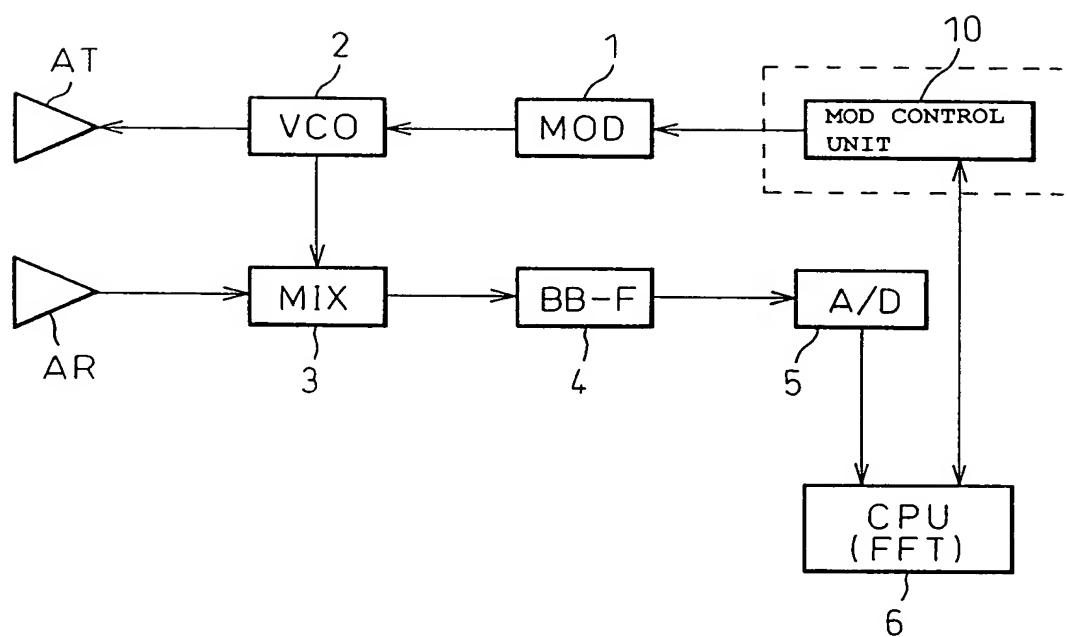 AT
2
1
10
VCO
MOD
MOD CONTROL
UNIT
MIX
BB-F
A/D
AR
3
4
5
CPU
(FFT)
6